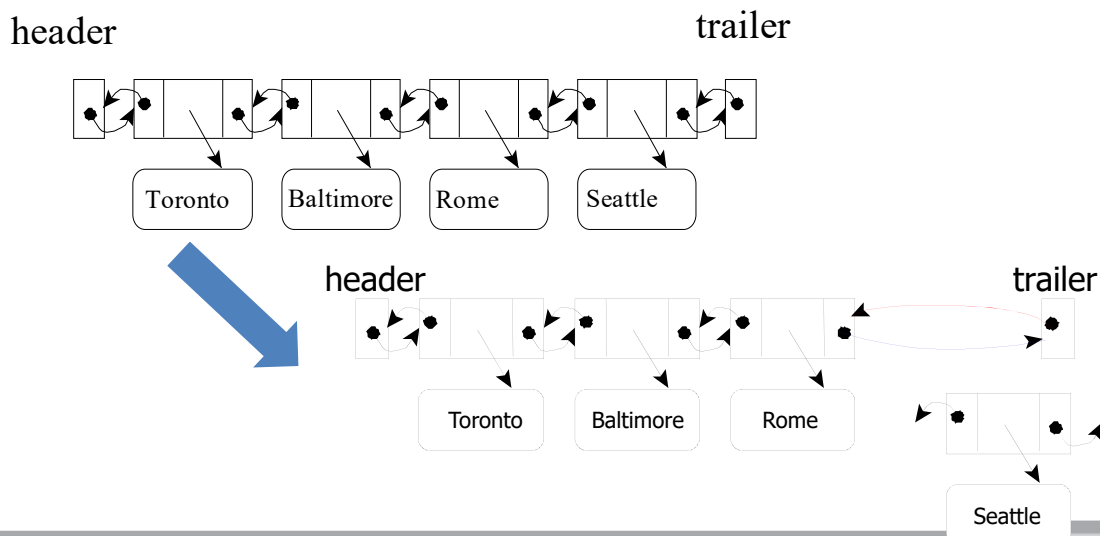 header
trailer
Toronto
Baltimore
Rome
Seattle
header
trailer
Toronto
Baltimore
Rome
Seattle